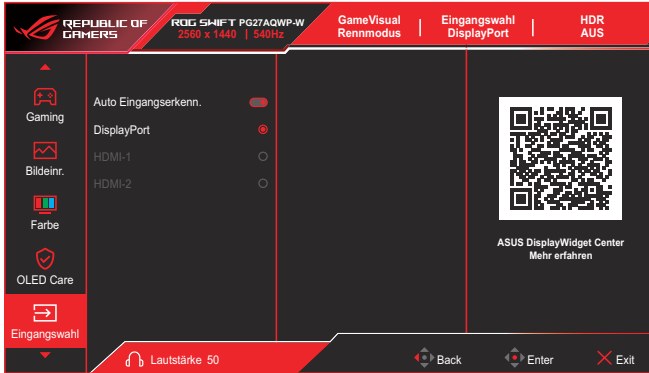 REPUBLIC OF
GAMERS
ROG SWIFT PG27AQWP-W
2560 x 1440 | 540Hz
GameVisual
Rennmodus
Eingangswahl
DisplayPort
HDR
AUS
Gaming
Bildeinr.
Farbe
OLED Care
Eingangswahl
Auto Eingangserkenn.
DisplayPort
HDMI-1
HDMI-2
ASUS DisplayWidget Center
Mehr erfahren
Lautstärke 50
Back
Enter
Exit